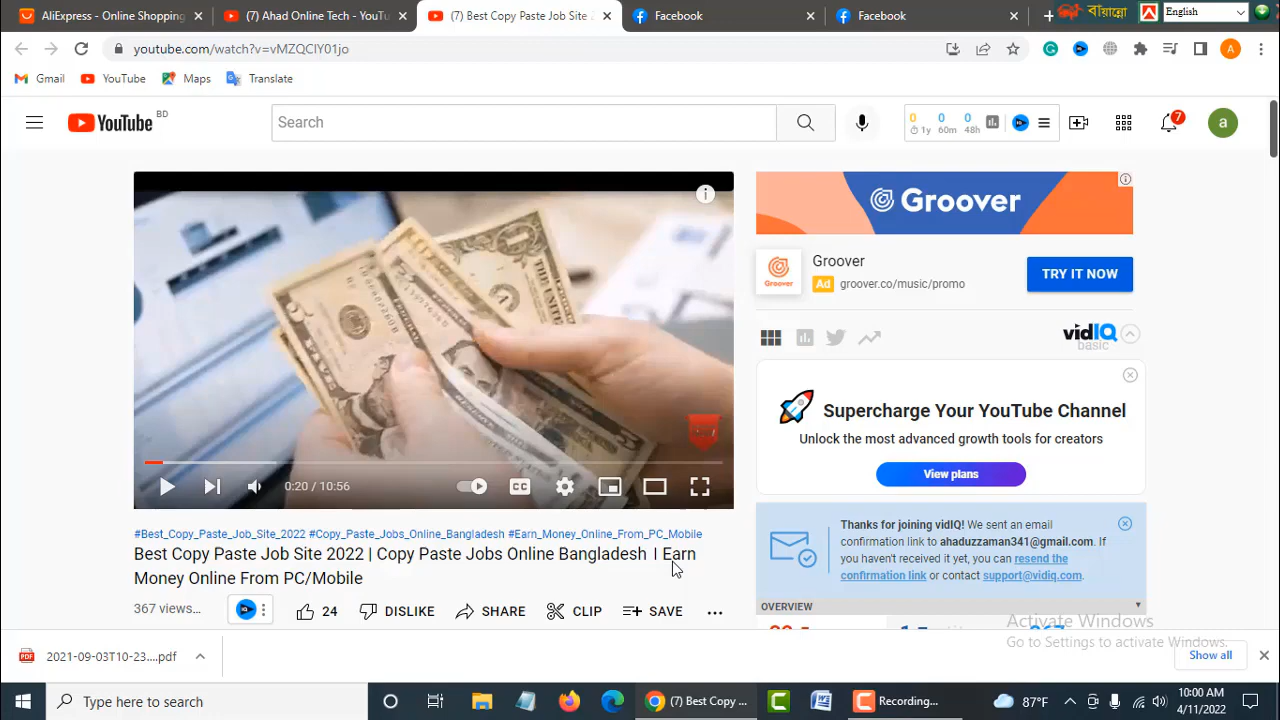 AliExpress - Online Shopping
(7) Ahad Online Tech - YouTu
(7) Best Copy Paste Job Site
Facebook
Facebook
বায়ান্নো
English
youtube.com/watch?v=vMZQClY01jo
A
Gmail
YouTube
Maps
Translate
YouTube BD
Search
0 0 0
1y 60m 48h
7
a
Groover
Groover
Groover
Ad groover.co/music/promo
TRY IT NOW
vidIQ
basic
Supercharge Your YouTube Channel
Unlock the most advanced growth tools for creators
View plans
0:20 / 10:56
CC
#Best_Copy_Paste_Job_Site_2022 #Copy_Paste_Jobs_Online_Bangladesh #Earn_Money_Online_From_PC_Mobile
Best Copy Paste Job Site 2022 | Copy Paste Jobs Online Bangladesh | Earn
Money Online From PC/Mobile
367 views...
24
DISLIKE
SHARE
CLIP
SAVE
Thanks for joining vidIQ! We sent an email
confirmation link to ahaduzzaman341@gmail.com. If
you haven't received it yet, you can resend the
confirmation link or contact support@vidiq.com.
OVERVIEW
Activate Windows
Go to Settings to activate Windows.
2021-09-03T10-23....pdf
Show all
Type here to search
(7) Best Copy ...
Recording...
87°F
10:00 AM
4/11/2022